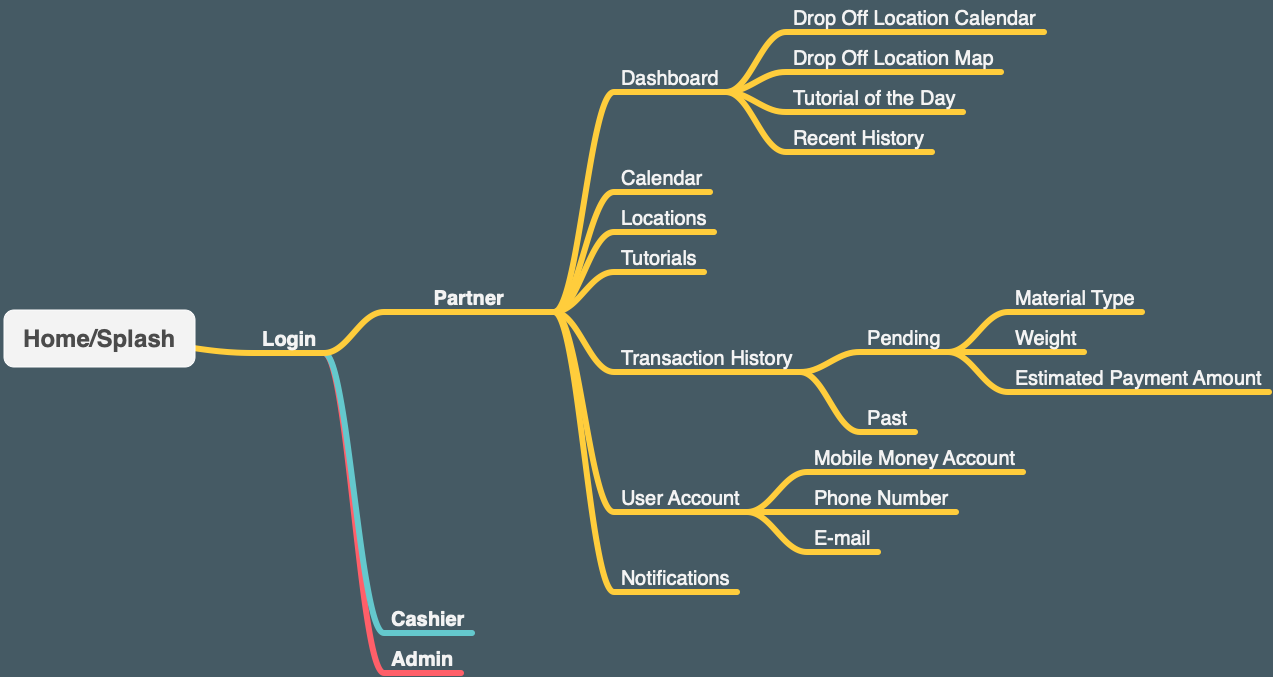 Home/Splash
Login
Partner
Dashboard
Drop Off Location Calendar
Drop Off Location Map
Tutorial of the Day
Recent History
Calendar
Locations
Tutorials
Transaction History
Pending
Material Type
Weight
Estimated Payment Amount
Past
User Account
Mobile Money Account
Phone Number
E-mail
Notifications
Cashier
Admin